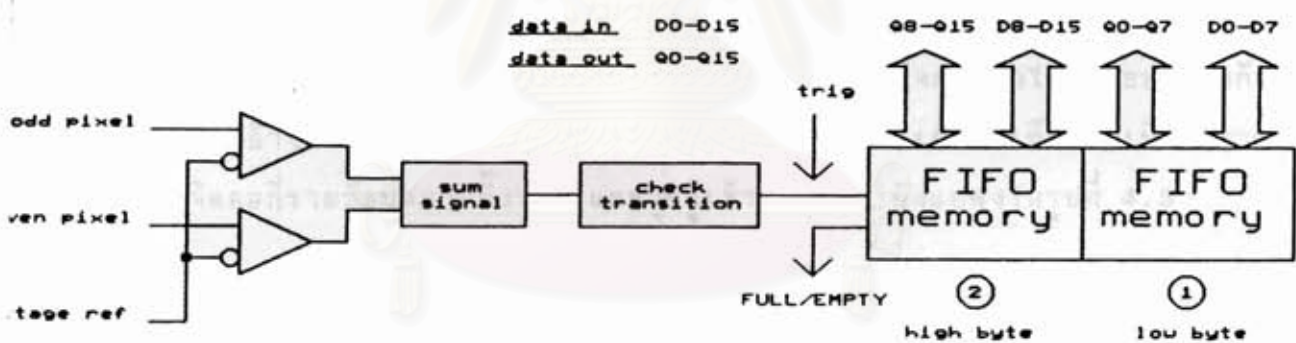 data in D0-D15
data out Q0-Q15
Q8-Q15 D8-D15 Q0-Q7 D0-D7
trig
odd pixel
ven pixel
tage ref
sum
signal
check
transition
FIFO
memory
FIFO
memory
FULL/EMPTY
2
high byte
1
low byte